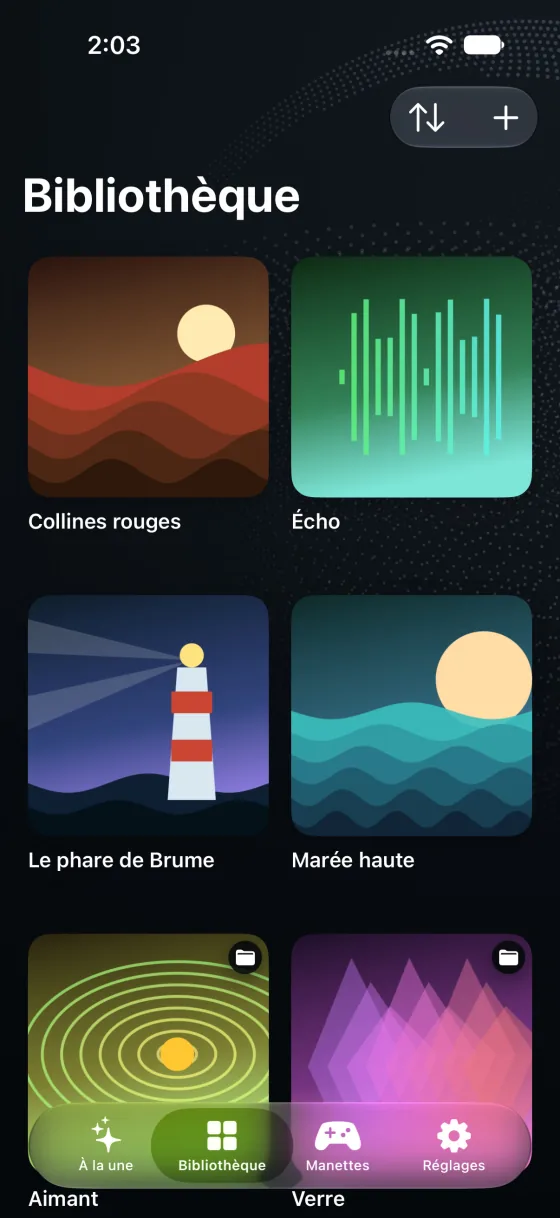 2:03
Bibliothèque
Collines rouges
Écho
Le phare de Brume
Marée haute
À la une
Bibliothèque
Manettes
Réglages
Aimant
Verre